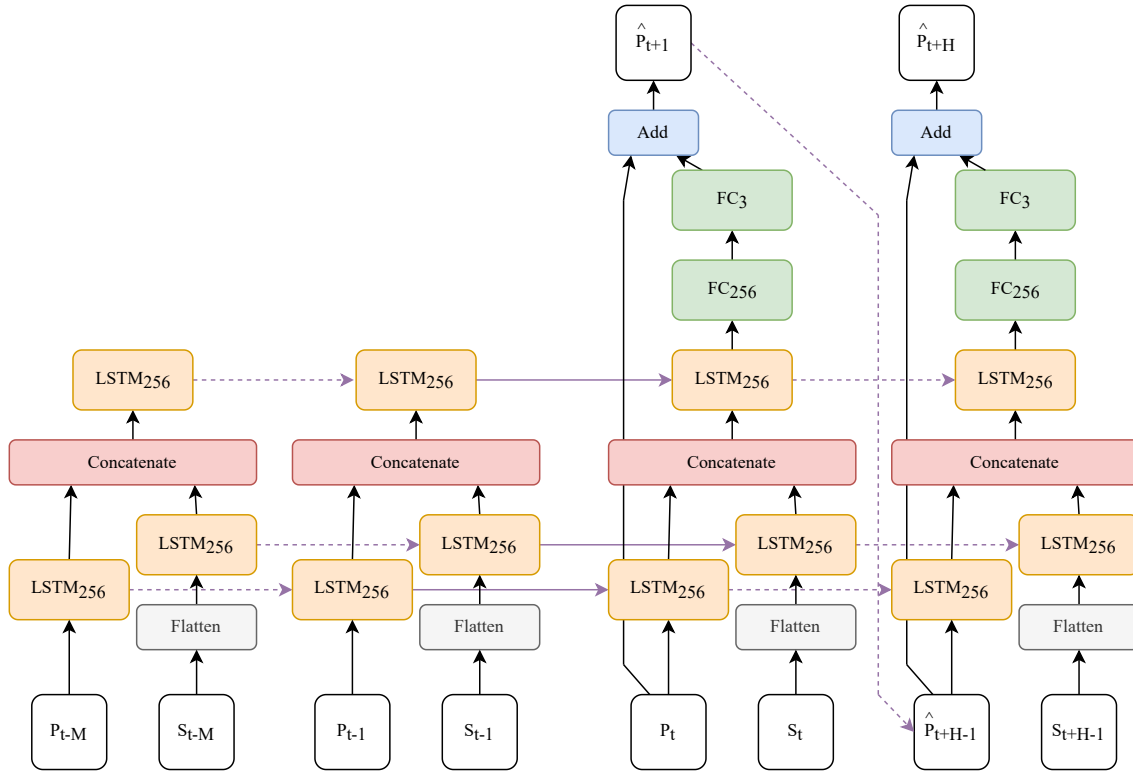 P̂t+1
P̂t+H
Add
Add
FC3
FC3
FC256
FC256
LSTM256
LSTM256
LSTM256
LSTM256
Concatenate
Concatenate
Concatenate
Concatenate
LSTM256
LSTM256
LSTM256
LSTM256
LSTM256
LSTM256
LSTM256
LSTM256
Flatten
Flatten
Flatten
Flatten
Pt-M
St-M
Pt-1
St-1
Pt
St
P̂t+H-1
St+H-1